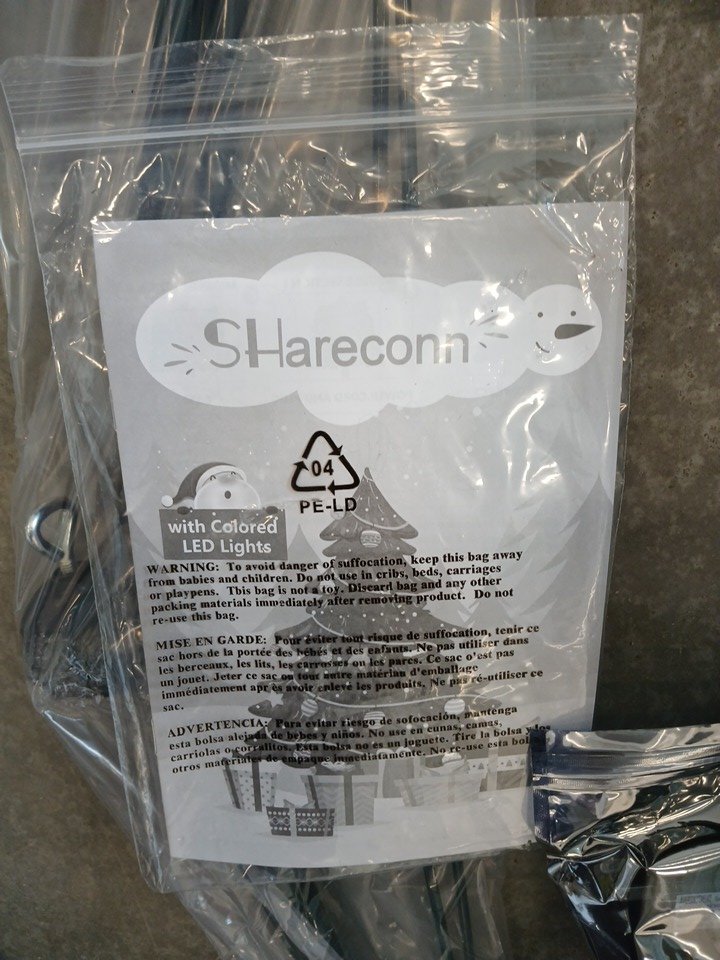 SHareconn
04
PE-LD
with Colored
LED Lights
WARNING: To avoid danger of suffocation, keep this bag away
from babies and children. Do not use in cribs, beds, carriages
or playpens. This bag is not a toy. Discard bag and any other
packing materials immediately after removing product. Do not
re-use this bag.
MISE EN GARDE: Pour éviter tout risque de suffocation, tenir ce
sac hors de la portée des bébés et des enfants. Ne pas utiliser dans
les berceaux, les lits, les carrosses ou les parcs. Ce sac o'est pas
un jouet. Jeter ce sac ou tout autre matériau d'emballage
immédiatement apr ès avoir enlevé les produits. Ne pas ré-utiliser ce
sac.
ADVERTENCIA: Para evitar riesgo de sofocación, mantenga
esta bolsa alejada de bebes y niños. No use en cunas, camas,
carriolas o corralitos. Esta bolsa no es un juguete. Tire la bolsa y los
otros materiales de empaque immediatamente. No re-use esta bolsa